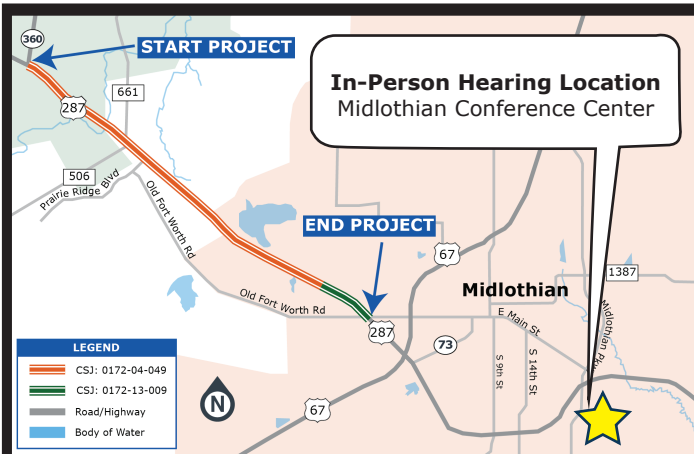 360
START PROJECT
In-Person Hearing Location
Midlothian Conference Center
661
287
506
Prairie Ridge Blvd
Old Fort Worth Rd
END PROJECT
67
1387
Midlothian
Old Fort Worth Rd
E Main St
Midlothian Pkwy
287
73
S 9th St
S 14th St
LEGEND
CSJ: 0172-04-049
CSJ: 0172-13-009
Road/Highway
Body of Water
N
67